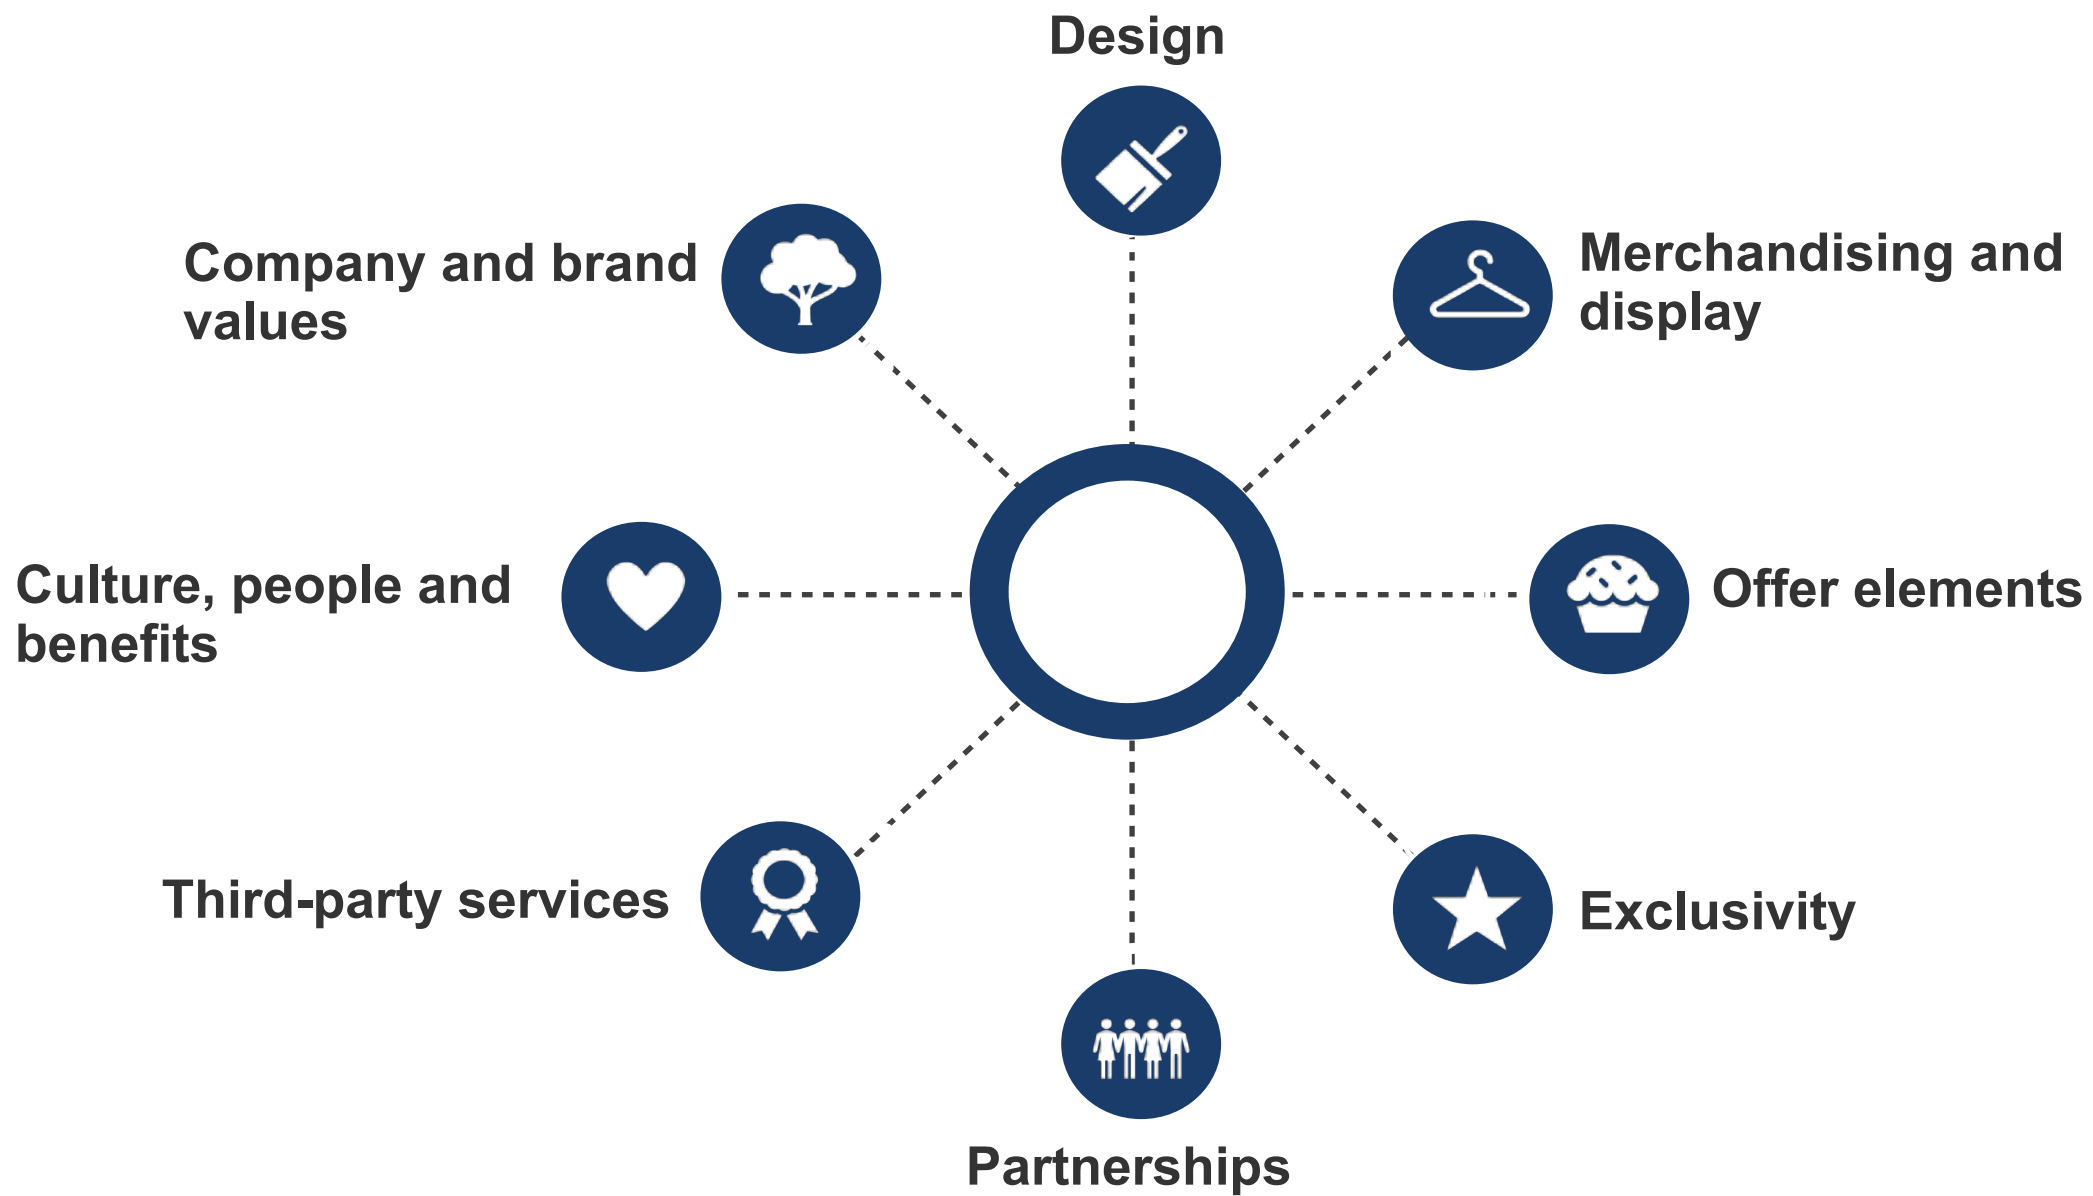 Design
Company and brand
values
Merchandising and
display
Culture, people and
benefits
Offer elements
Third-party services
Exclusivity
Partnerships